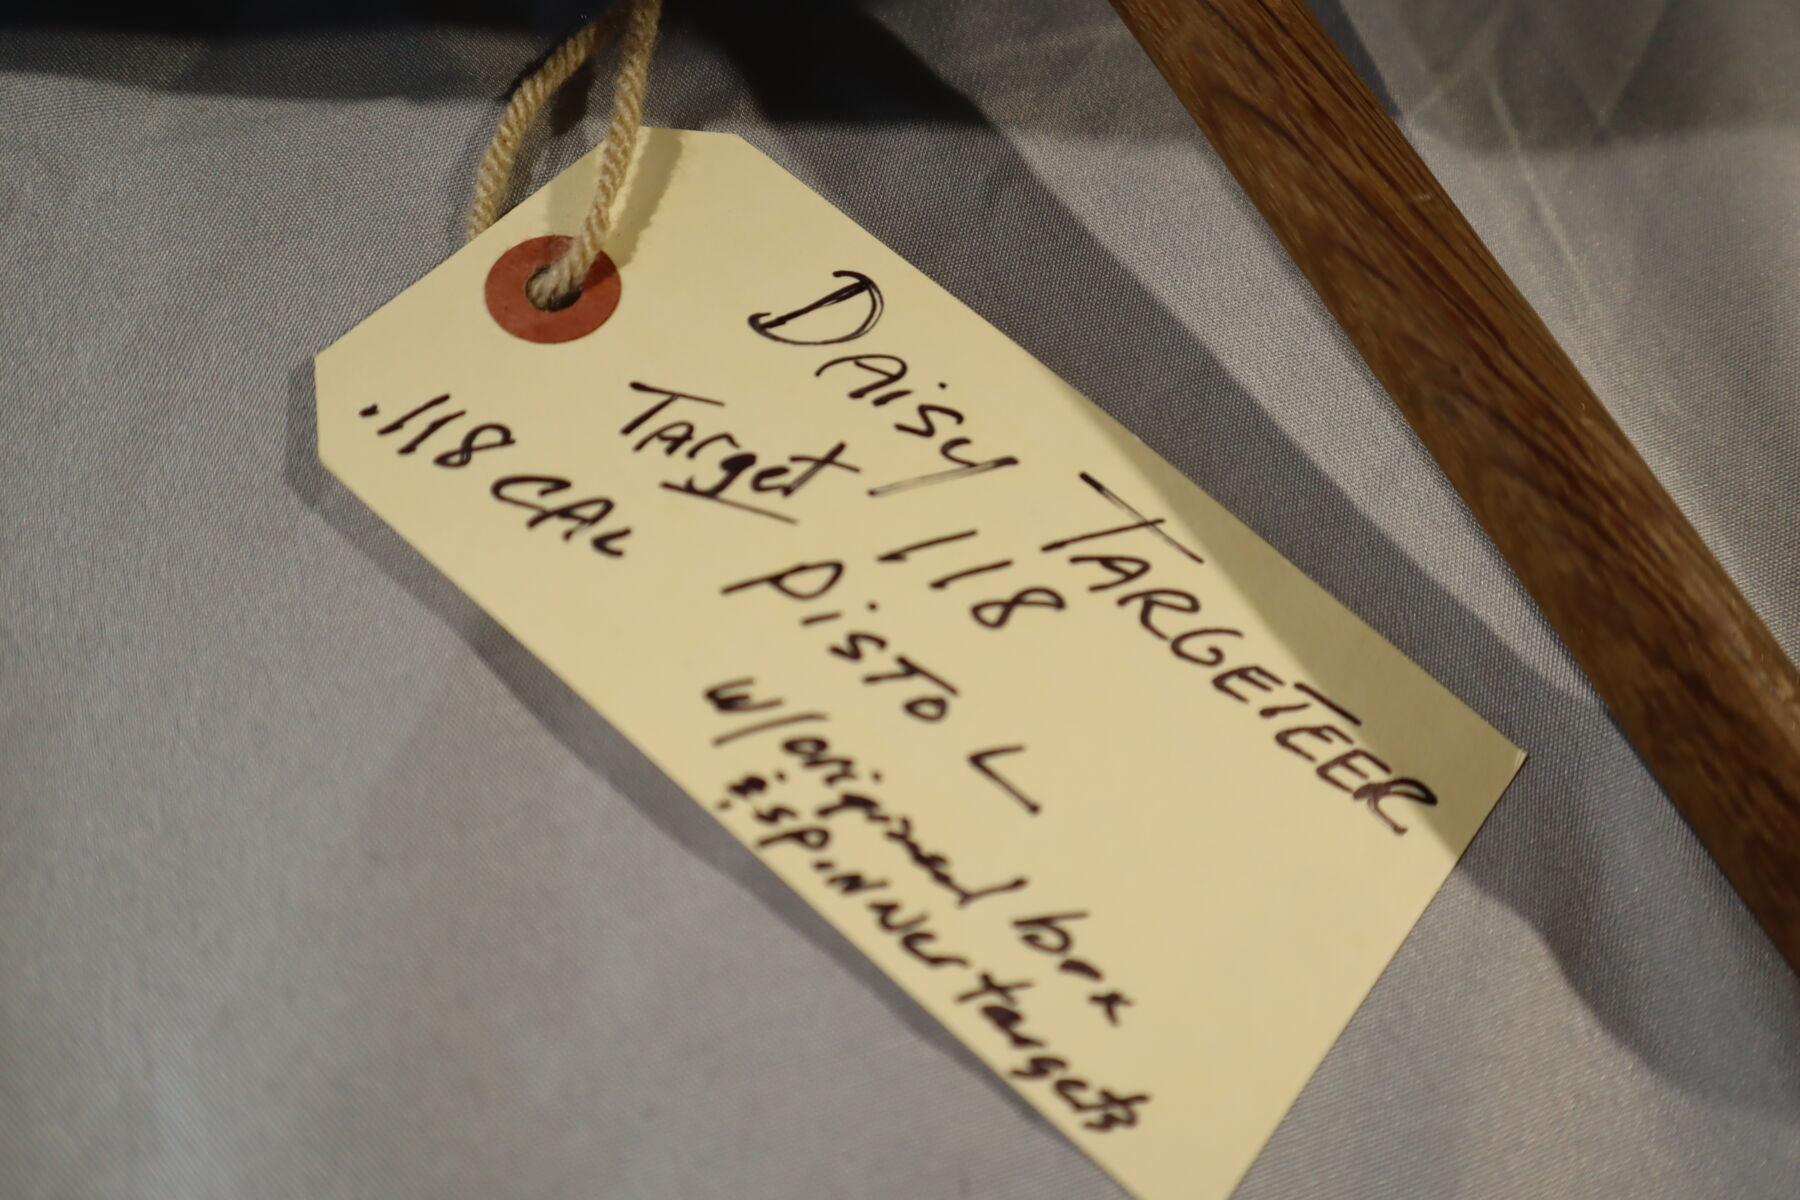 DAisy TARGETEER
118
Target PisToL
.118 CAL
w/original box
& spinner targets